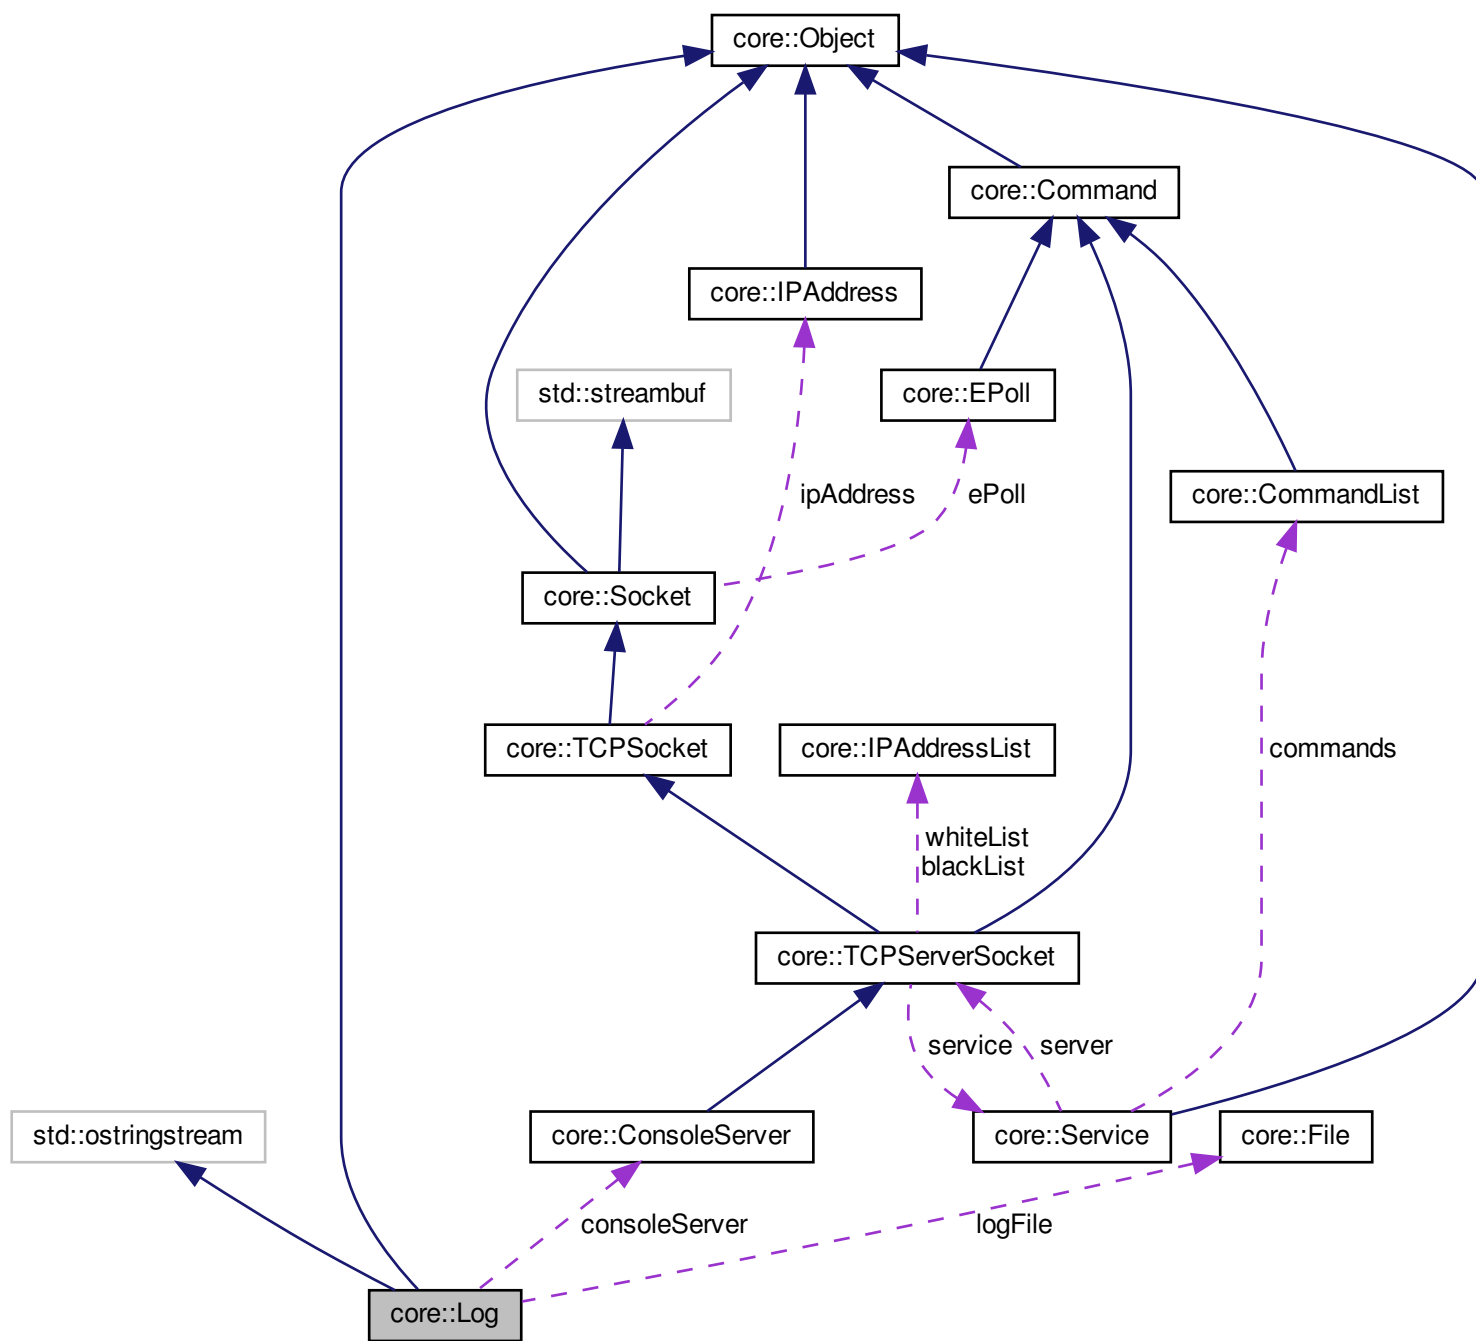 core::Object
core::Command
core::IPAddress
std::streambuf
core::EPoll
ipAddress
ePoll
core::CommandList
core::Socket
core::TCPSocket
core::IPAddressList
commands
whiteList
blackList
core::TCPServerSocket
service
server
std::ostringstream
core::ConsoleServer
core::Service
core::File
consoleServer
logFile
core::Log